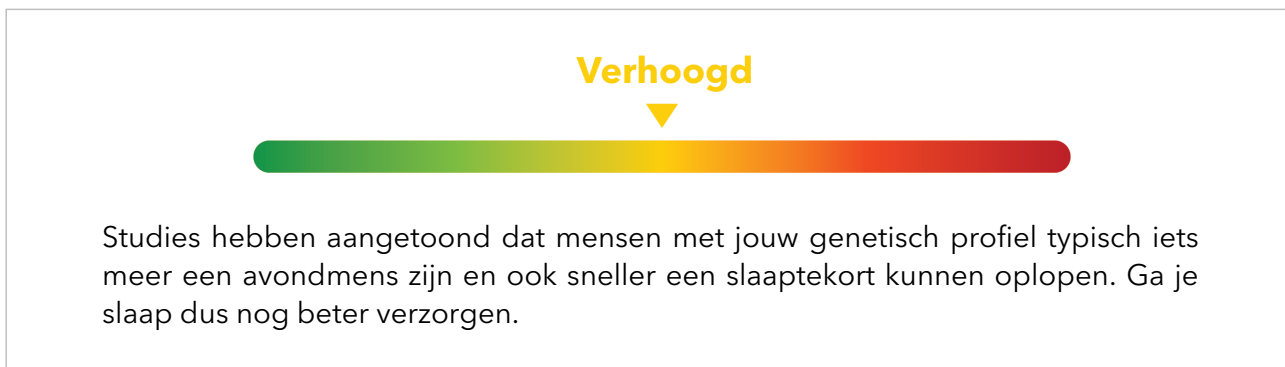 Verhoogd
Studies hebben aangetoond dat mensen met jouw genetisch profiel typisch iets
meer een avondmens zijn en ook sneller een slaaptekort kunnen oplopen. Ga je
slaap dus nog beter verzorgen.